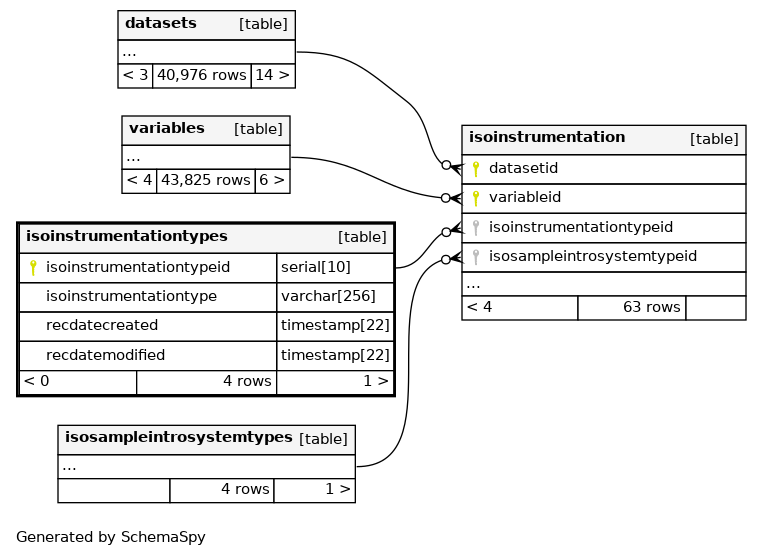 datasets [table]
...
< 3 40,976 rows 14 >
variables [table]
...
< 4 43,825 rows 6 >
isoinstrumentationtypes [table]
isoinstrumentationtypeid serial[10]
isoinstrumentationtype varchar[256]
recdatecreated timestamp[22]
recdatemodified timestamp[22]
< 0 4 rows 1 >
isosampleintrosystemtypes [table]
...
4 rows 1 >
isoinstrumentation [table]
datasetid
variableid
isoinstrumentationtypeid
isosampleintrosystemtypeid
...
< 4 63 rows
Generated by SchemaSpy